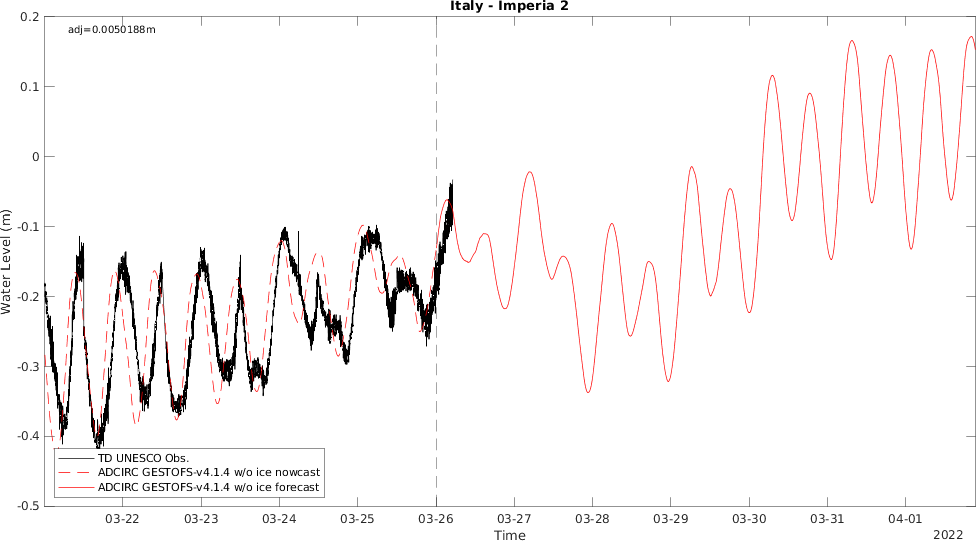 Italy - Imperia 2
adj=0.0050188m
0.2
0.1
0
-0.1
-0.2
-0.3
-0.4
-0.5
Water Level (m)
TD UNESCO Obs.
ADCIRC GESTOFS-v4.1.4 w/o ice nowcast
ADCIRC GESTOFS-v4.1.4 w/o ice forecast
03-22 03-23 03-24 03-25 03-26 03-27 03-28 03-29 03-30 03-31 04-01
Time
2022